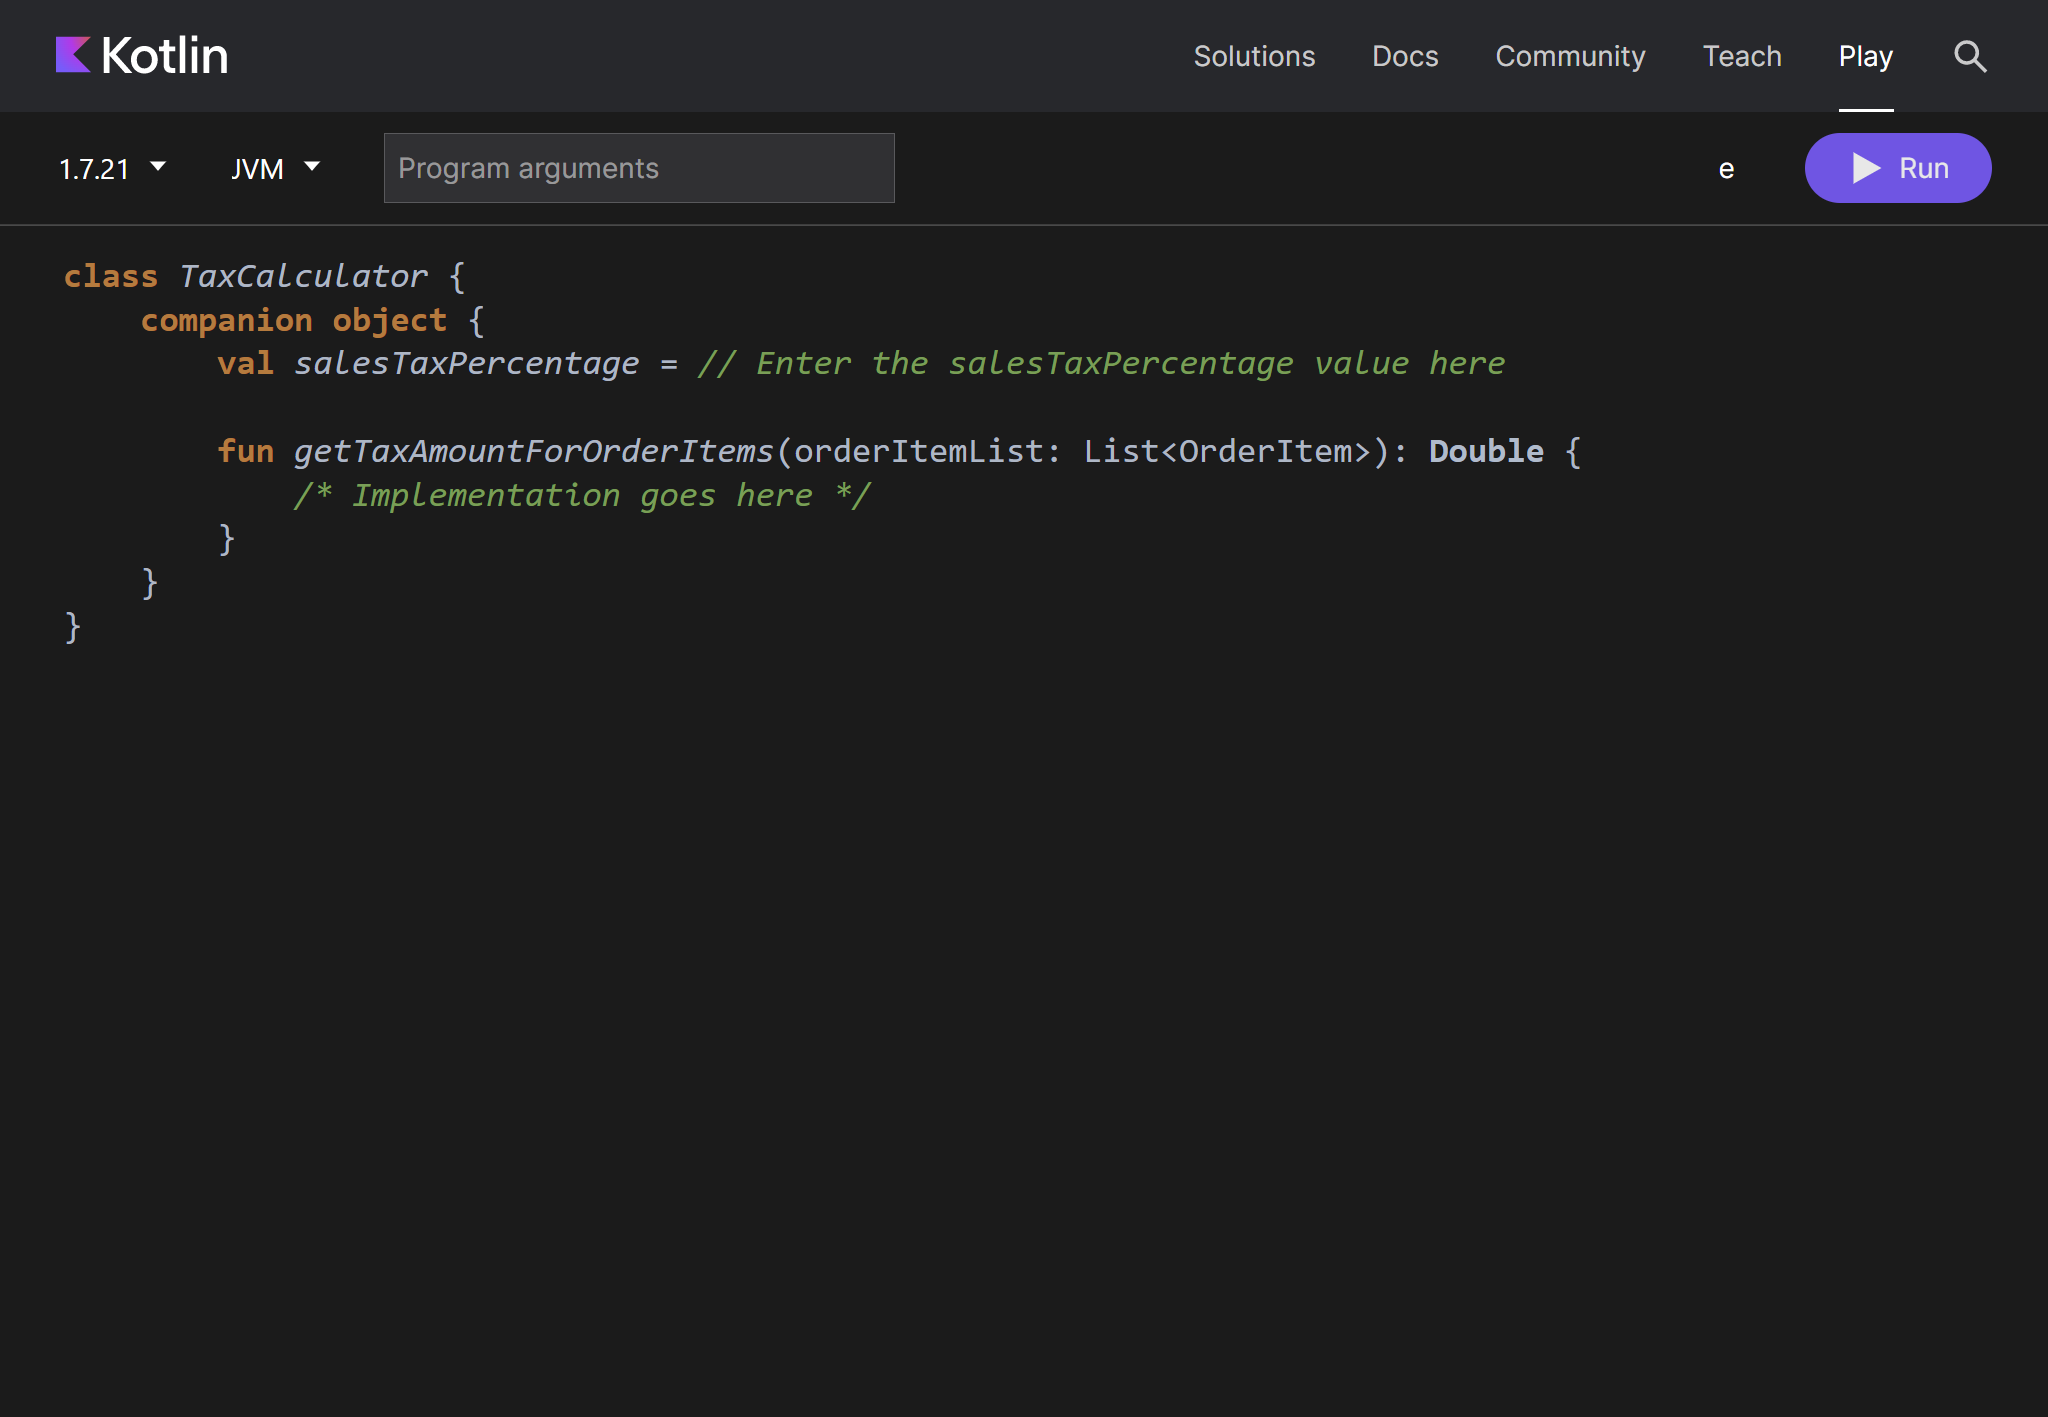 Kotlin
Solutions Docs Community Teach Play
1.7.21 JVM Program arguments e Run
class TaxCalculator {
    companion object {
        val salesTaxPercentage = // Enter the salesTaxPercentage value here
        fun getTaxAmountForOrderItems(orderItemList: List<OrderItem>): Double {
            /* Implementation goes here */
        }
    }
}